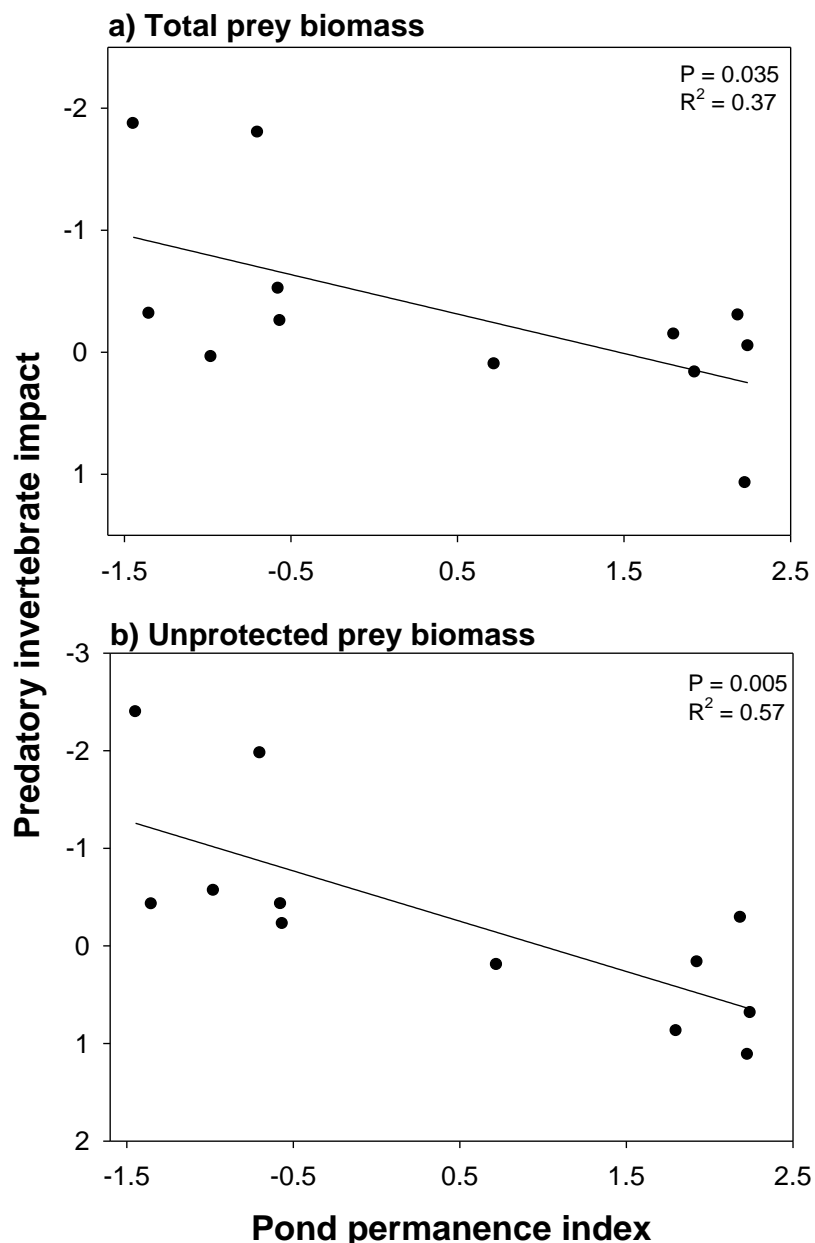 a) Total prey biomass
P = 0.035
R² = 0.37
-2
-1
0
1
-1.5 -0.5 0.5 1.5 2.5
Predatory invertebrate impact
b) Unprotected prey biomass
P = 0.005
R² = 0.57
-3
-2
-1
0
1
2
-1.5 -0.5 0.5 1.5 2.5
Pond permanence index